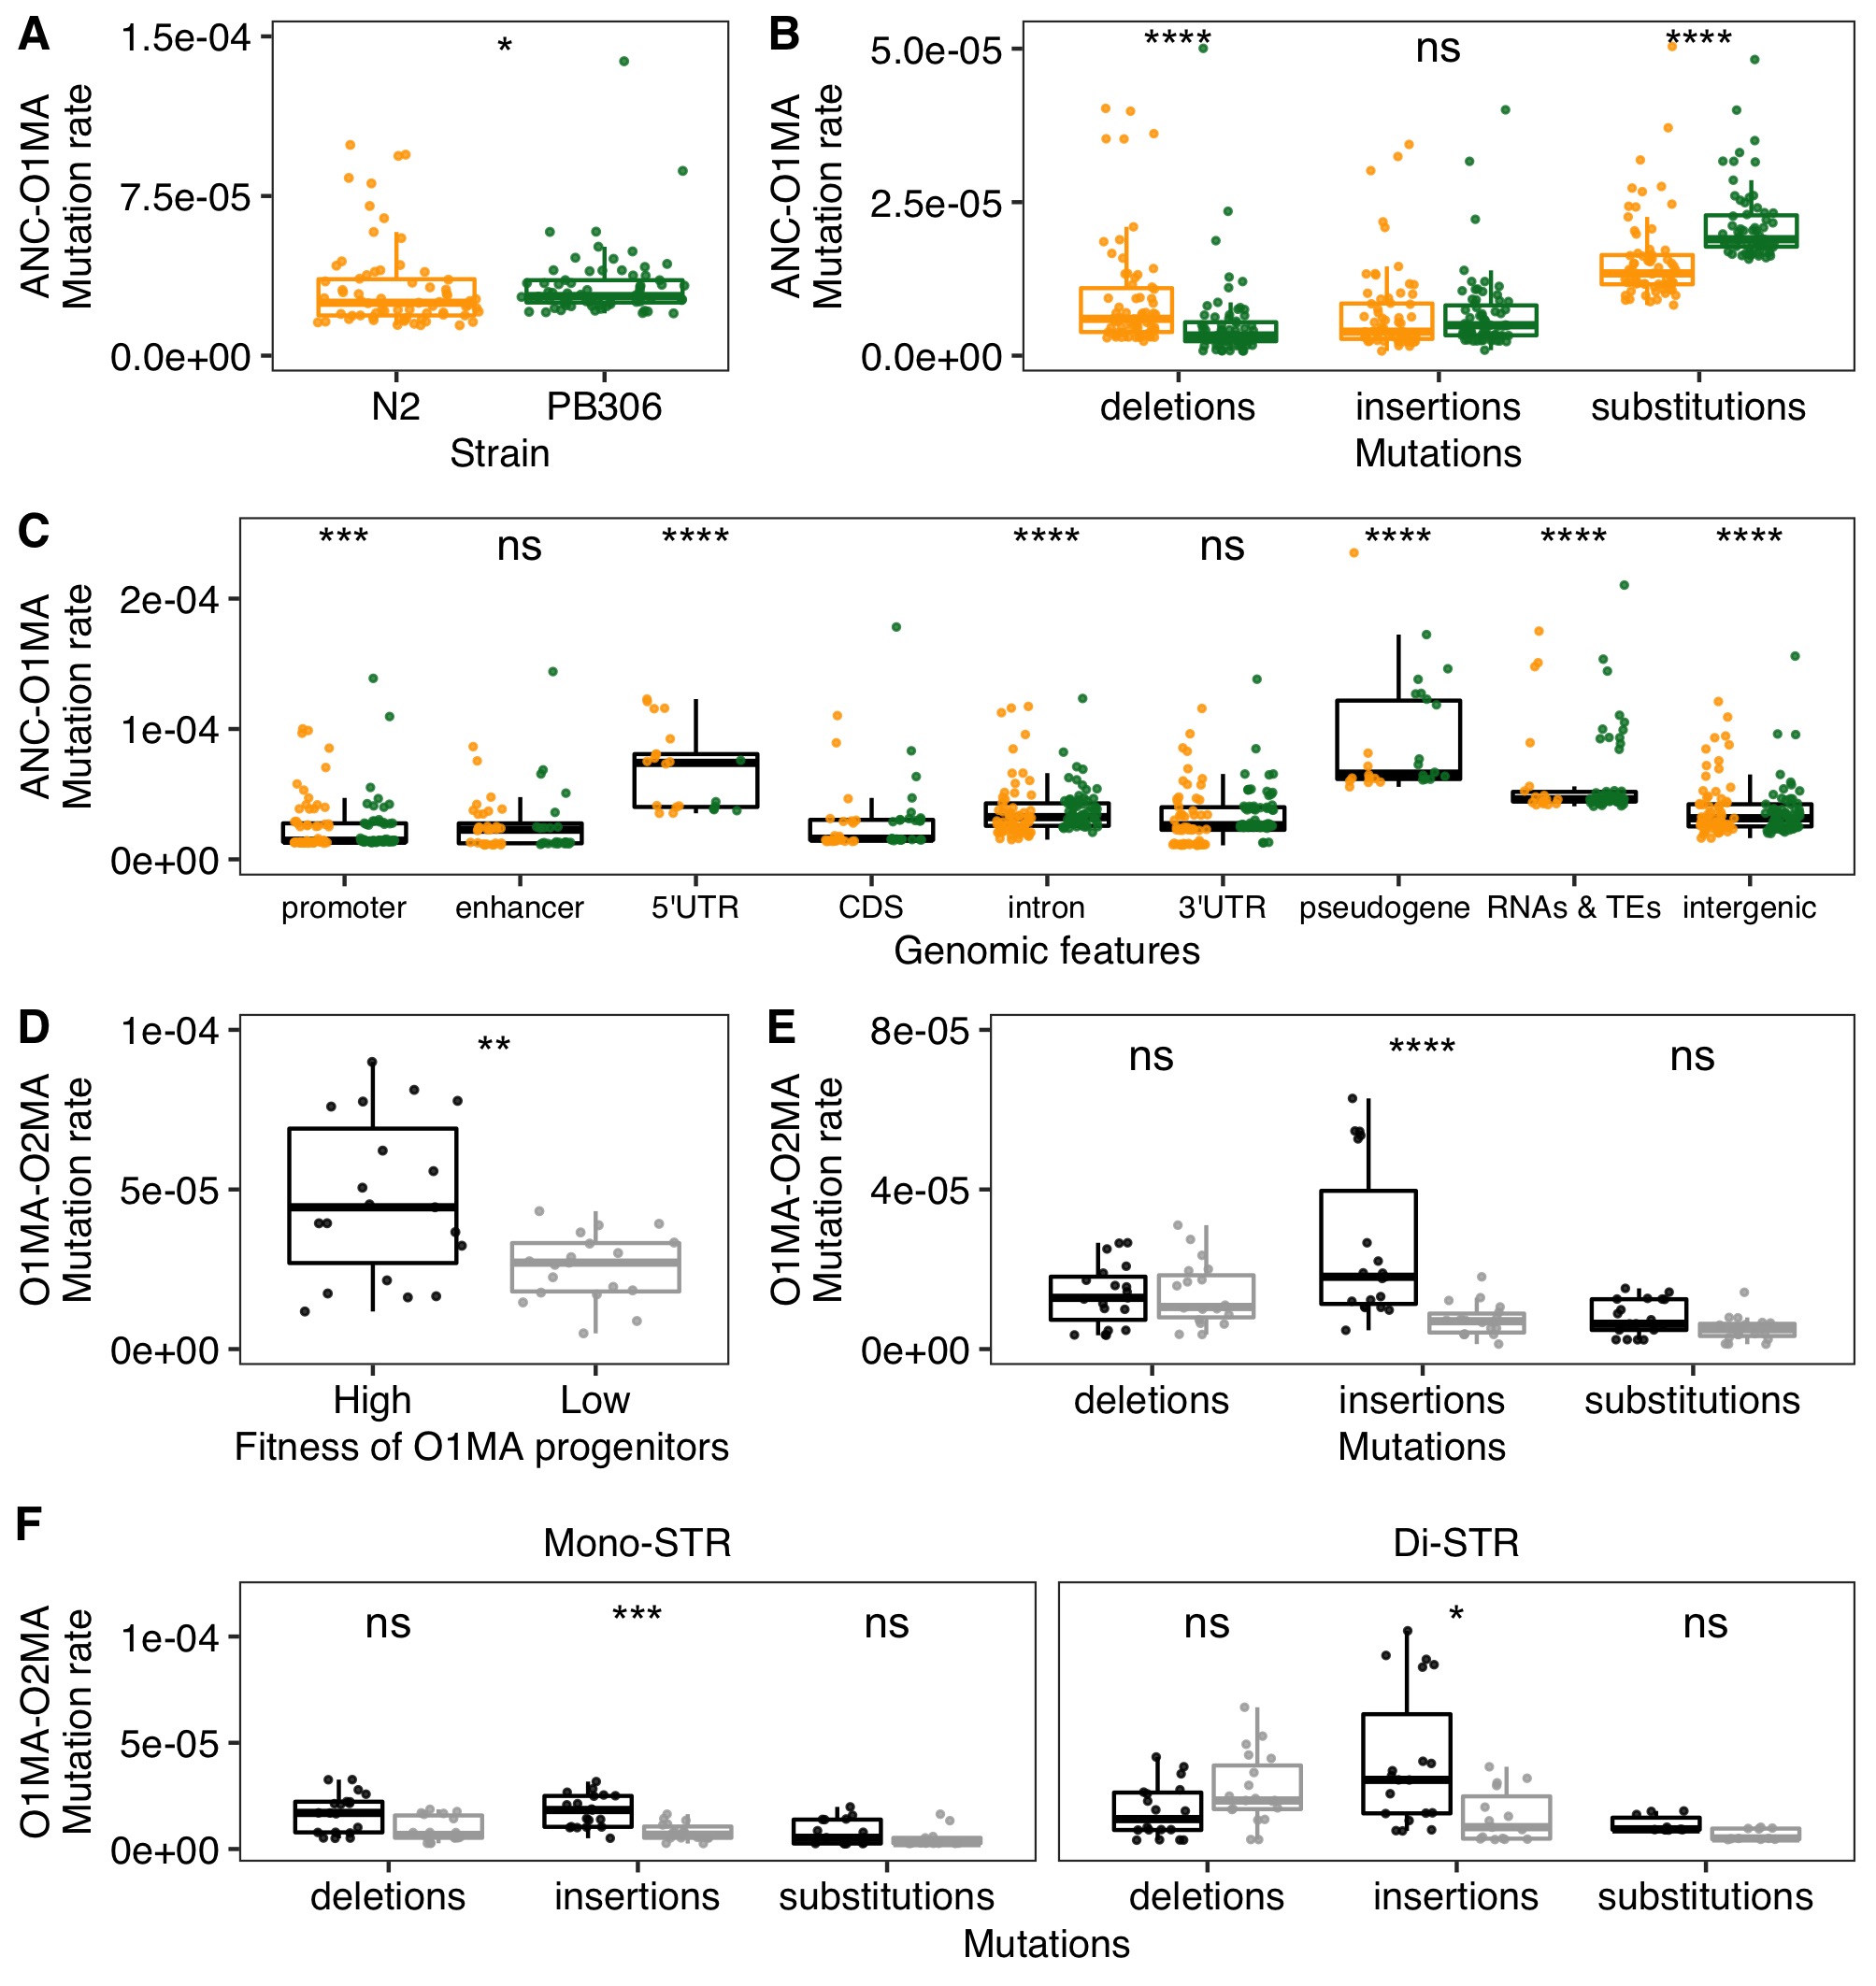 A
ANC-O1MA
Mutation rate
1.5e-04
7.5e-05
0.0e+00
*
N2 PB306
Strain
B
ANC-O1MA
Mutation rate
5.0e-05
2.5e-05
0.0e+00
**** ns ****
deletions insertions substitutions
Mutations
C
ANC-O1MA
Mutation rate
2e-04
1e-04
0e+00
*** ns **** **** ns **** **** ****
promoter enhancer 5'UTR CDS intron 3'UTR pseudogene RNAs & TEs intergenic
Genomic features
D
O1MA-O2MA
Mutation rate
1e-04
5e-05
0e+00
**
High Low
Fitness of O1MA progenitors
E
O1MA-O2MA
Mutation rate
8e-05
4e-05
0e+00
ns **** ns
deletions insertions substitutions
Mutations
F
Mono-STR Di-STR
O1MA-O2MA
Mutation rate
1e-04
5e-05
0e+00
ns *** ns ns * ns
deletions insertions substitutions deletions insertions substitutions
Mutations